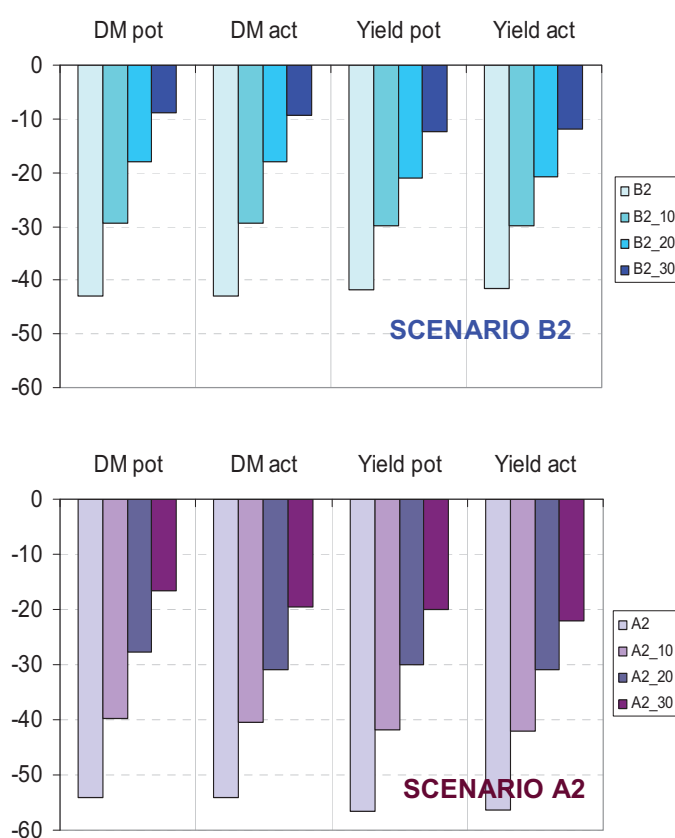 DM pot DM act Yield pot Yield act
0
-10
-20
-30
-40
-50
-60
B2
B2_10
B2_20
B2_30
SCENARIO B2
DM pot DM act Yield pot Yield act
0
-10
-20
-30
-40
-50
-60
A2
A2_10
A2_20
A2_30
SCENARIO A2